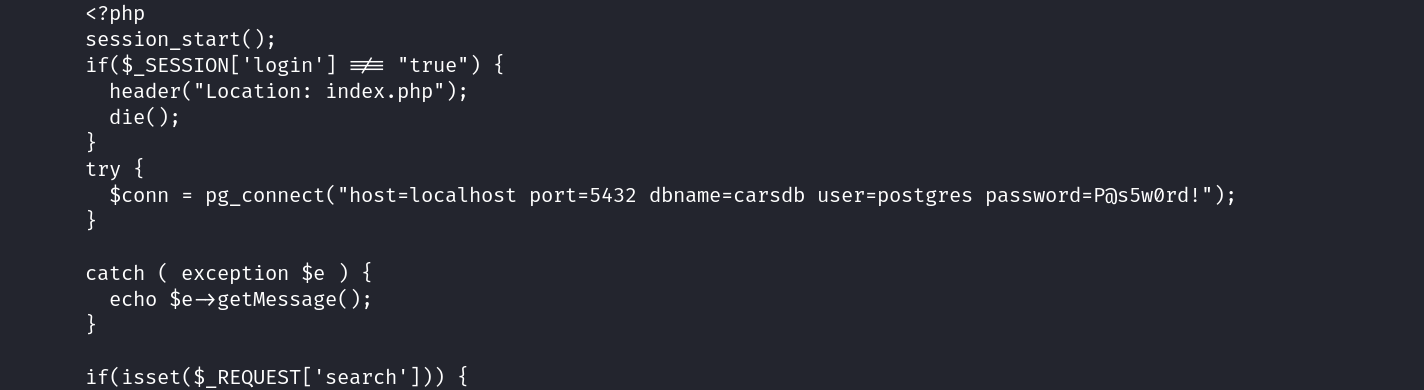 <?php
session_start();
if($_SESSION['login'] !== "true") {
  header("Location: index.php");
  die();
}
try {
  $conn = pg_connect("host=localhost port=5432 dbname=carsdb user=postgres password=P@s5w0rd!");
}

catch ( exception $e ) {
  echo $e->getMessage();
}

if(isset($_REQUEST['search'])) {